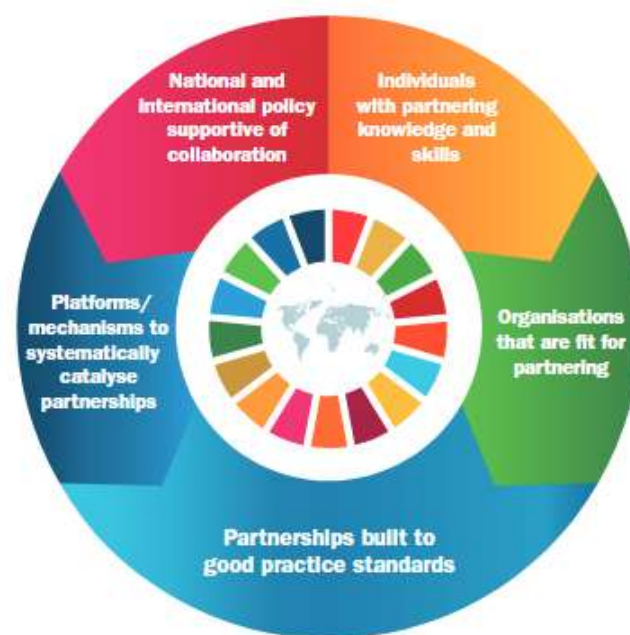 National and
international policy
supportive of
collaboration
Individuals
with partnering
knowledge and
skills
Organisations
that are fit for
partnering
Partnerships built to
good practice standards
Platforms/
mechanisms to
systematically
catalyse
partnerships